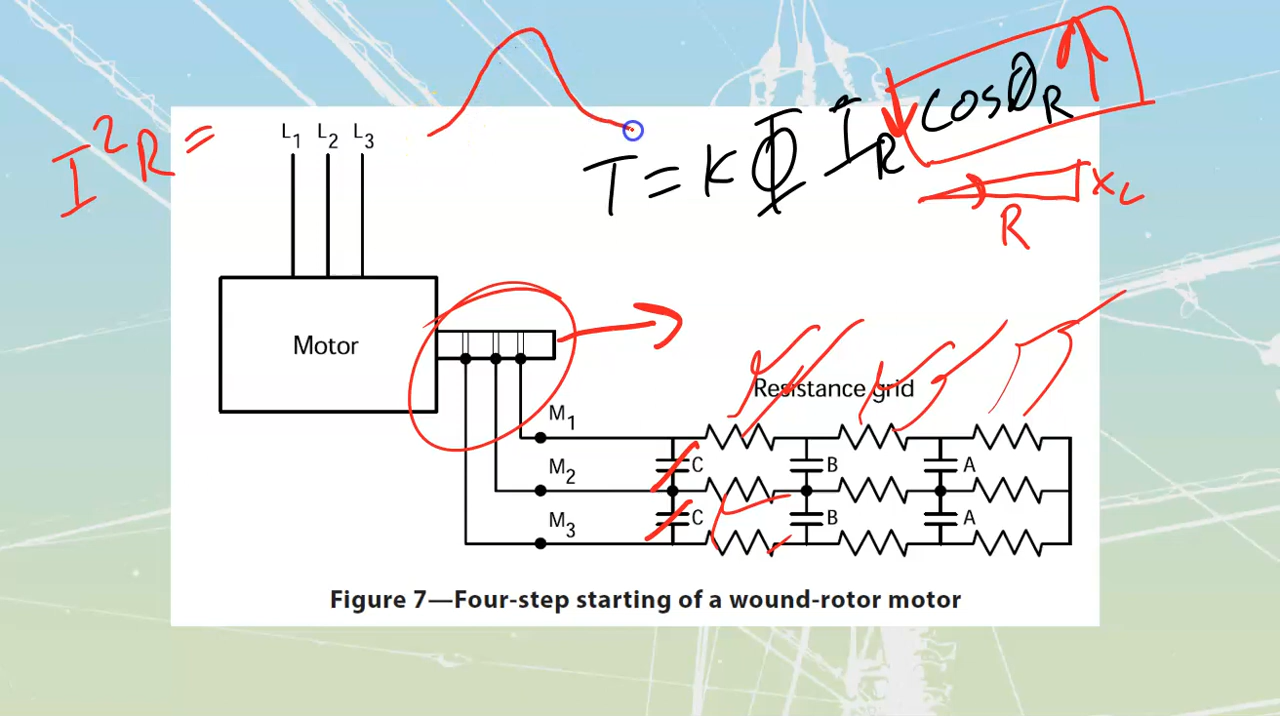 I²R =
L1 L2 L3
T = KΦ I_R cosθ_R
X_L
R
Motor
Resistance grid
M1
C B A
M2
C B A
M3
Figure 7—Four-step starting of a wound-rotor motor